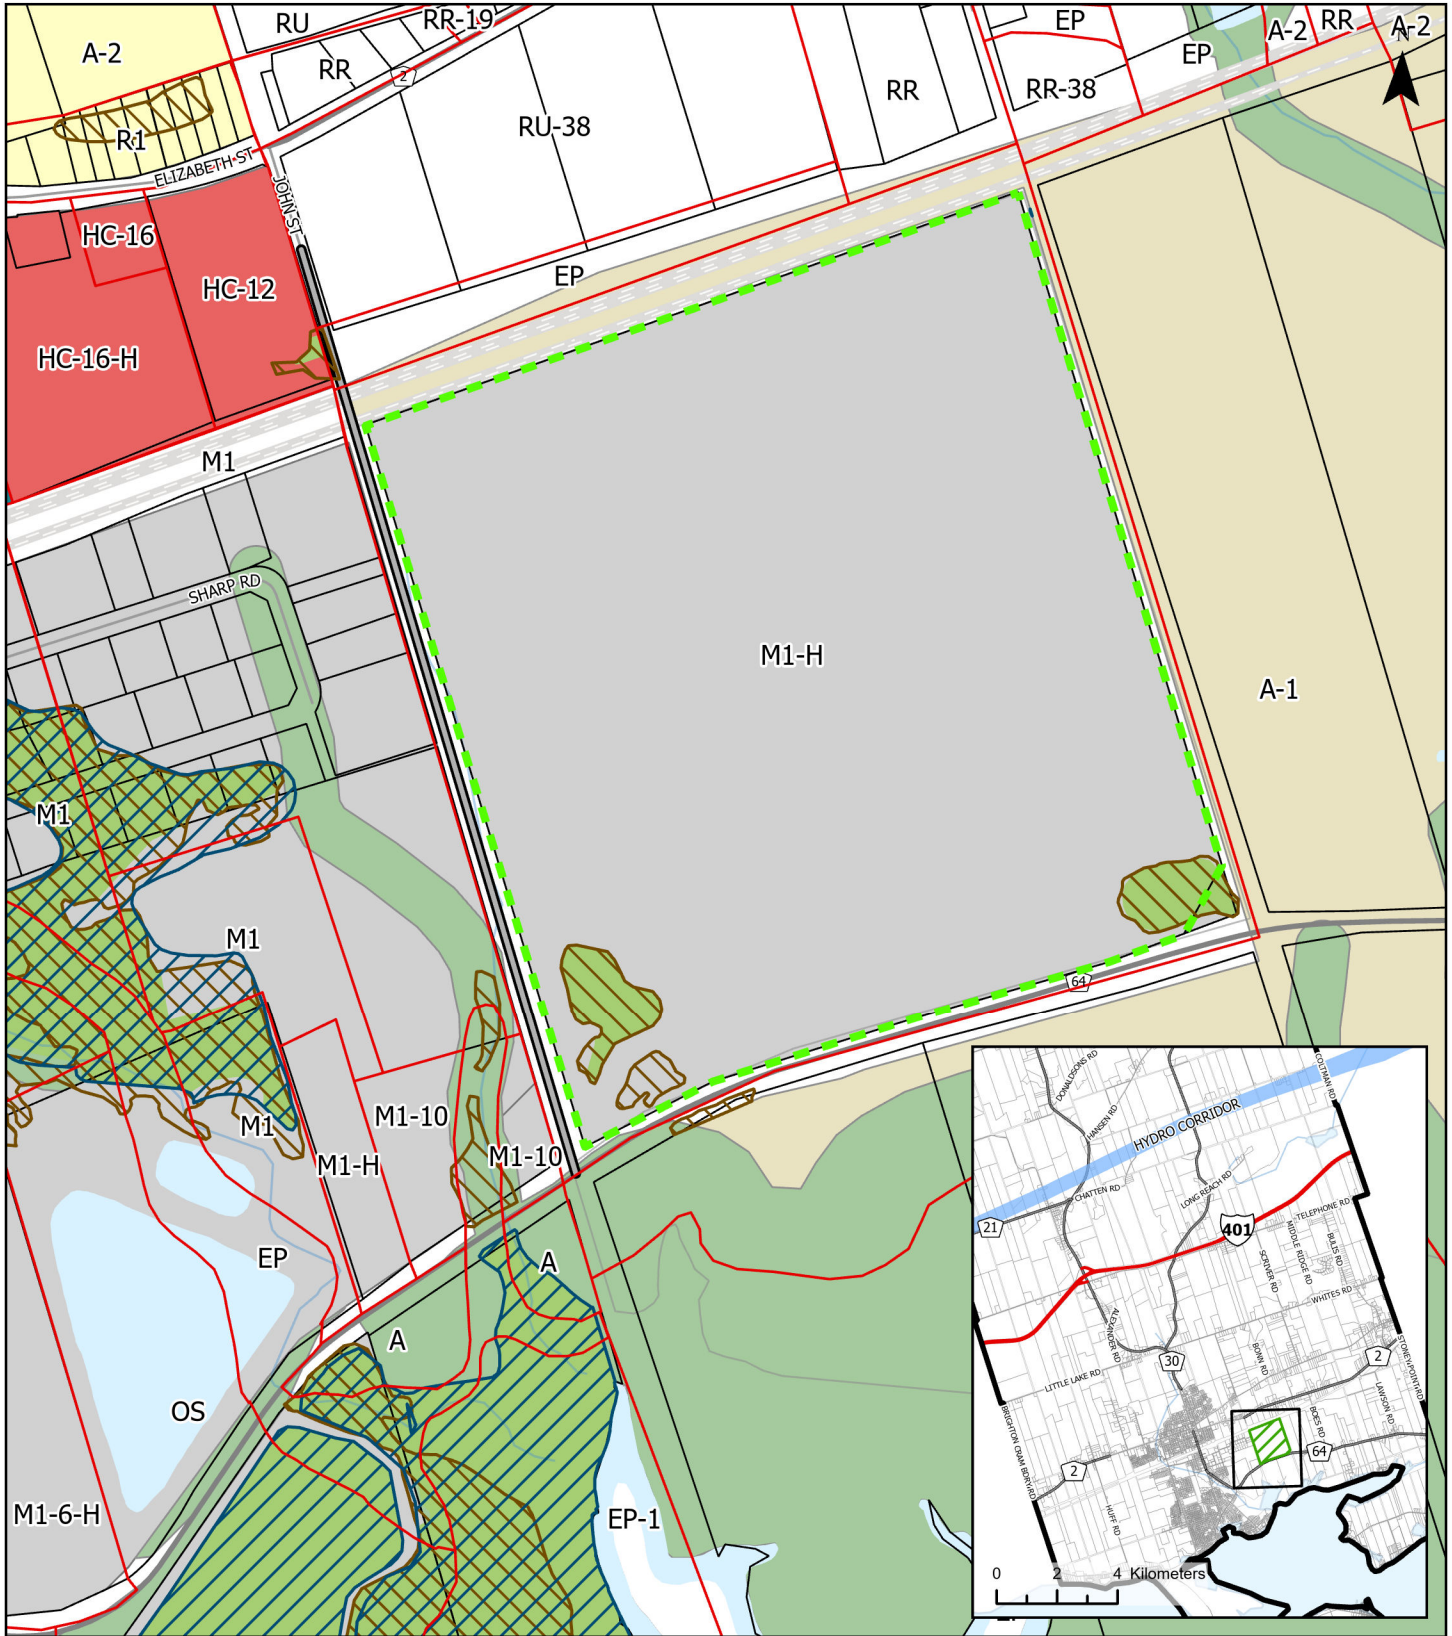 A-2
RU
RR-19
RR
2
EP
A-2
RR
A-2
N
EP
RR
RR-38
RU-38
R1
ELIZABETH ST
JOHN ST
HC-16
HC-12
EP
HC-16-H
M1
SHARP RD
M1-H
A-1
M1
M1
64
M1
M1-10
M1-H
M1-10
EP
A
A
OS
M1-6-H
EP-1
DONALDSONS RD
COLTMAN RD
HANSEN RD
HYDRO CORRIDOR
CHATTEN RD
LONG REACH RD
21
401
TELEPHONE RD
MIDDLE RIDGE RD
BULIS RD
SCRIVER RD
WHITES RD
ALEXANDER RD
30
BONN RD
2
STONEY POINT RD
LITTLE LAKE RD
LAWSON RD
BRIGHTON CRAM BDRY RD
BOES RD
64
2
HUFF RD
0 2 4 Kilometers